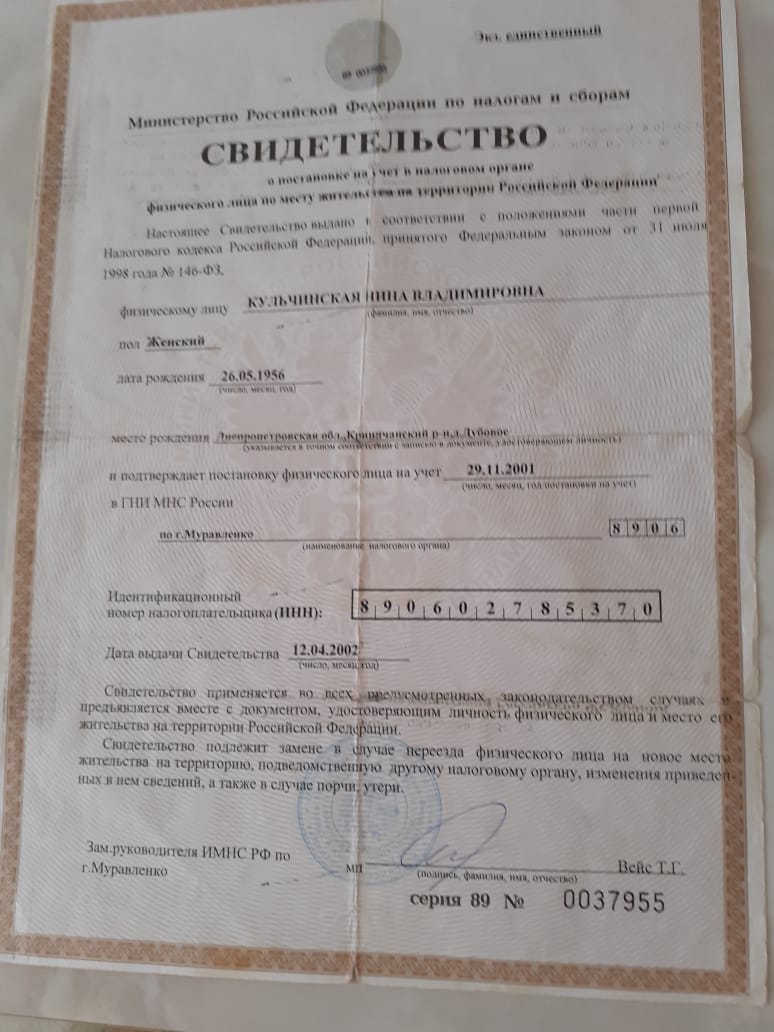 Экз. единственный
Министерство Российской Федерации по налогам и сборам
СВИДЕТЕЛЬСТВО
о постановке на учет в налоговом органе
физического лица по месту жительства на территории Российской Федерации
Настоящее Свидетельство выдано в соответствии с положениями части первой
Налогового кодекса Российской Федерации, принятого Федеральным законом от 31 июля
1998 года № 146-ФЗ,
физическому лицу КУЛЬЧИНСКАЯ НИНА ВЛАДИМИРОВНА
(фамилия, имя, отчество)
пол Женский
дата рождения 26.05.1956
(число, месяц, год)
место рождения Днепропетровская обл.,Криничанский р-н,д.Дубовое
(указывается в точном соответствии с записью в документе, удостоверяющем личность)
и подтверждает постановку физического лица на учет 29.11.2001
(число, месяц, год постановки на учет)
в ГНИ МНС России
по г.Муравленко 8906
(наименование налогового органа)
Идентификационный
номер налогоплательщика (ИНН): 890602785370
Дата выдачи Свидетельства 12.04.2002
(число, месяц, год)
Свидетельство применяется во всех предусмотренных законодательством случаях и
предъявляется вместе с документом, удостоверяющим личность физического лица и место его
жительства на территории Российской Федерации.
Свидетельство подлежит замене в случае переезда физического лица на новое место
жительства на территорию, подведомственную другому налоговому органу, изменения приведен-
ных в нем сведений, а также в случае порчи, утери.
Зам.руководителя ИМНС РФ по
г.Муравленко МП Вейс Т.Г.
(подпись, фамилия, имя, отчество)
серия 89 № 0037955